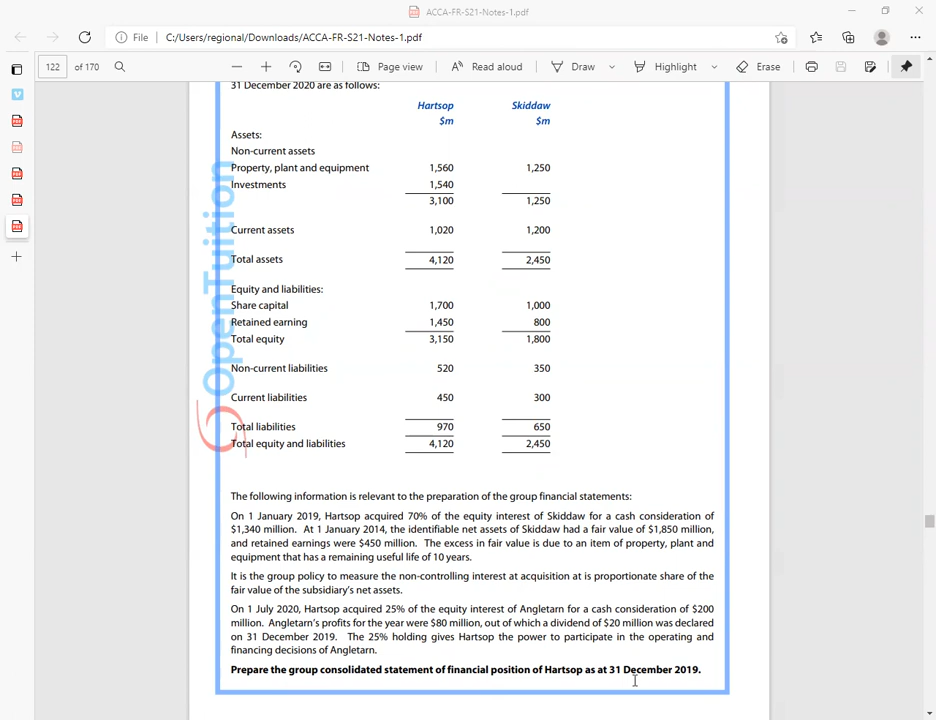 ACCA-FR-S21-Notes-1.pdf
File C:/Users/regional/Downloads/ACCA-FR-S21-Notes-1.pdf
122 of 170 Page view Read aloud Draw Highlight Erase
31 December 2020 are as follows:
Hartsop Skiddaw
$m $m
Assets:
Non-current assets
Property, plant and equipment 1,560 1,250
Investments 1,540
3,100 1,250
Current assets 1,020 1,200
Total assets 4,120 2,450
Equity and liabilities:
Share capital 1,700 1,000
Retained earning 1,450 800
Total equity 3,150 1,800
Non-current liabilities 520 350
Current liabilities 450 300
Total liabilities 970 650
Total equity and liabilities 4,120 2,450
OpenTuition
The following information is relevant to the preparation of the group financial statements:
On 1 January 2019, Hartsop acquired 70% of the equity interest of Skiddaw for a cash consideration of
$1,340 million. At 1 January 2014, the identifiable net assets of Skiddaw had a fair value of $1,850 million,
and retained earnings were $450 million. The excess in fair value is due to an item of property, plant and
equipment that has a remaining useful life of 10 years.
It is the group policy to measure the non-controlling interest at acquisition at is proportionate share of the
fair value of the subsidiary's net assets.
On 1 July 2020, Hartsop acquired 25% of the equity interest of Angletarn for a cash consideration of $200
million. Angletarn's profits for the year were $80 million, out of which a dividend of $20 million was declared
on 31 December 2019. The 25% holding gives Hartsop the power to participate in the operating and
financing decisions of Angletarn.
Prepare the group consolidated statement of financial position of Hartsop as at 31 December 2019.